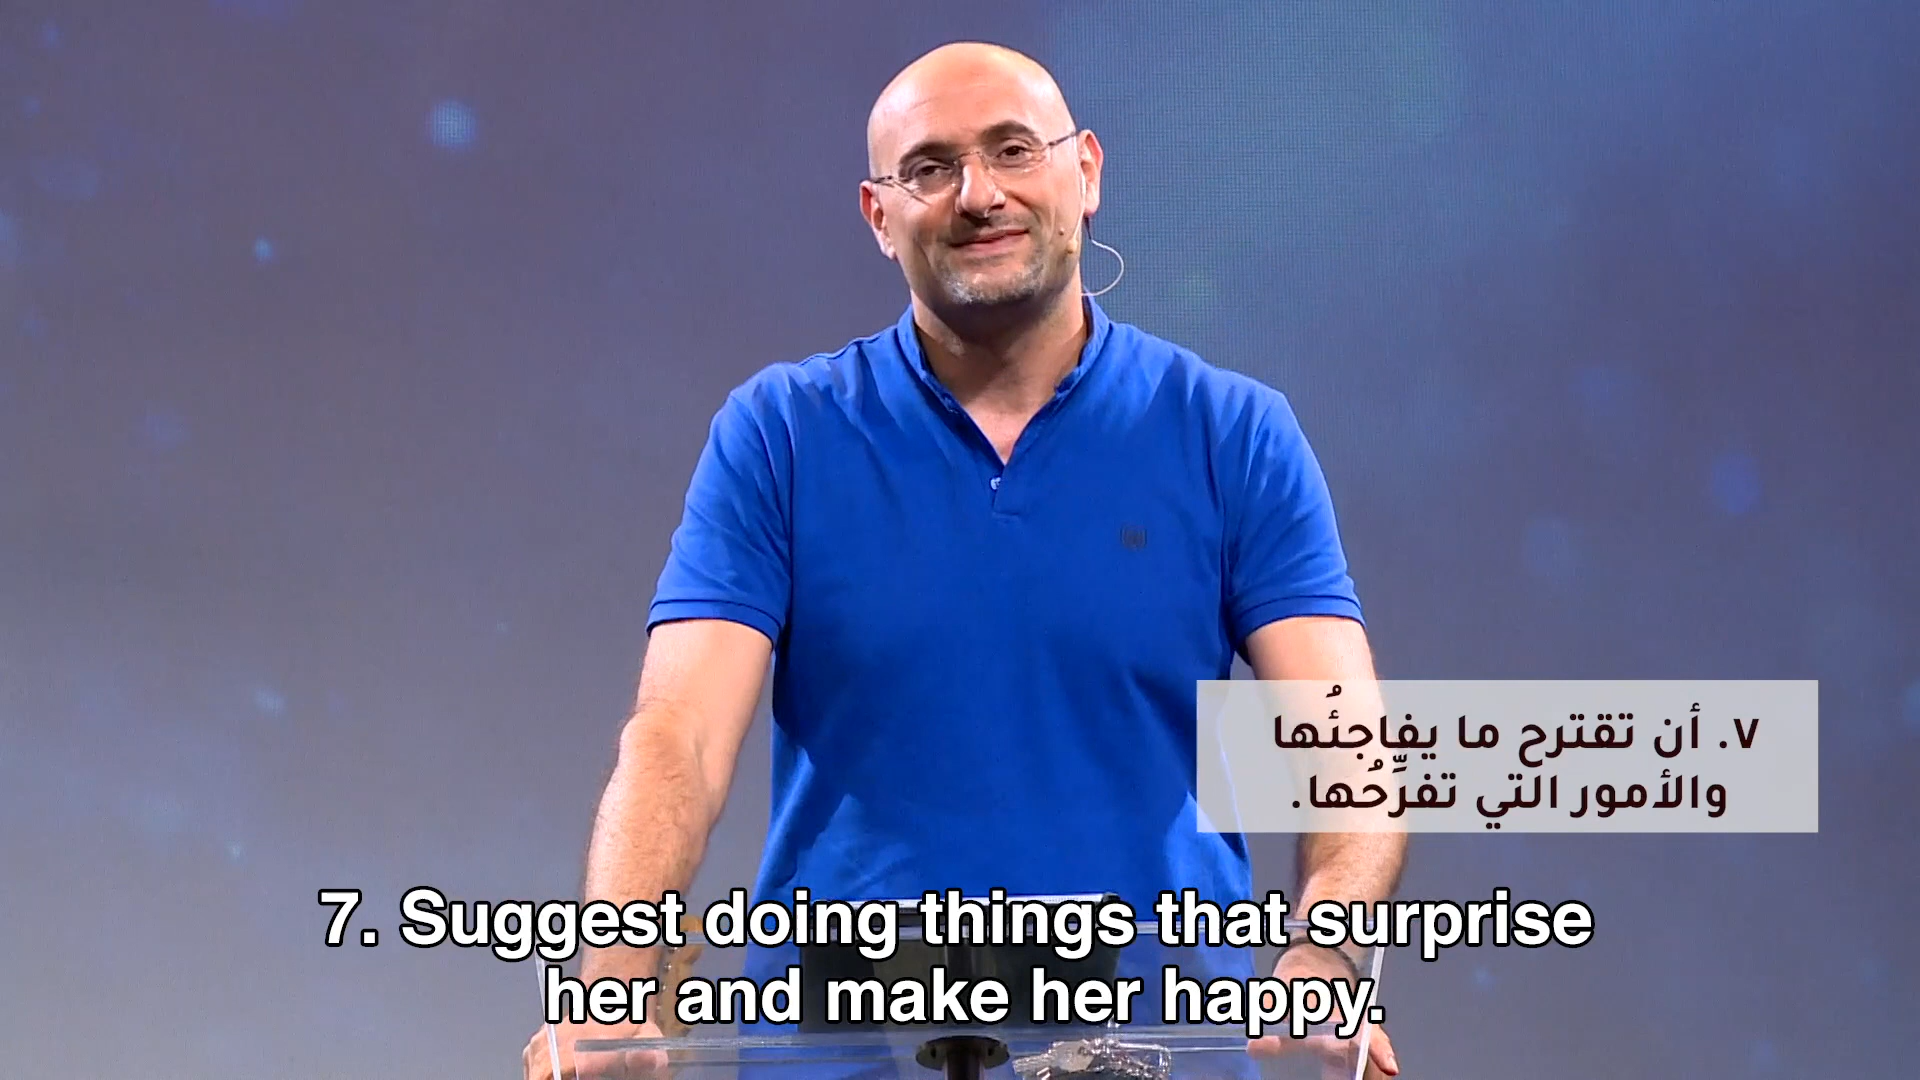 ٧. أن تقترح ما يفاجئُها
والأمور التي تفرِّحُها.
7. Suggest doing things that surprise
her and make her happy.